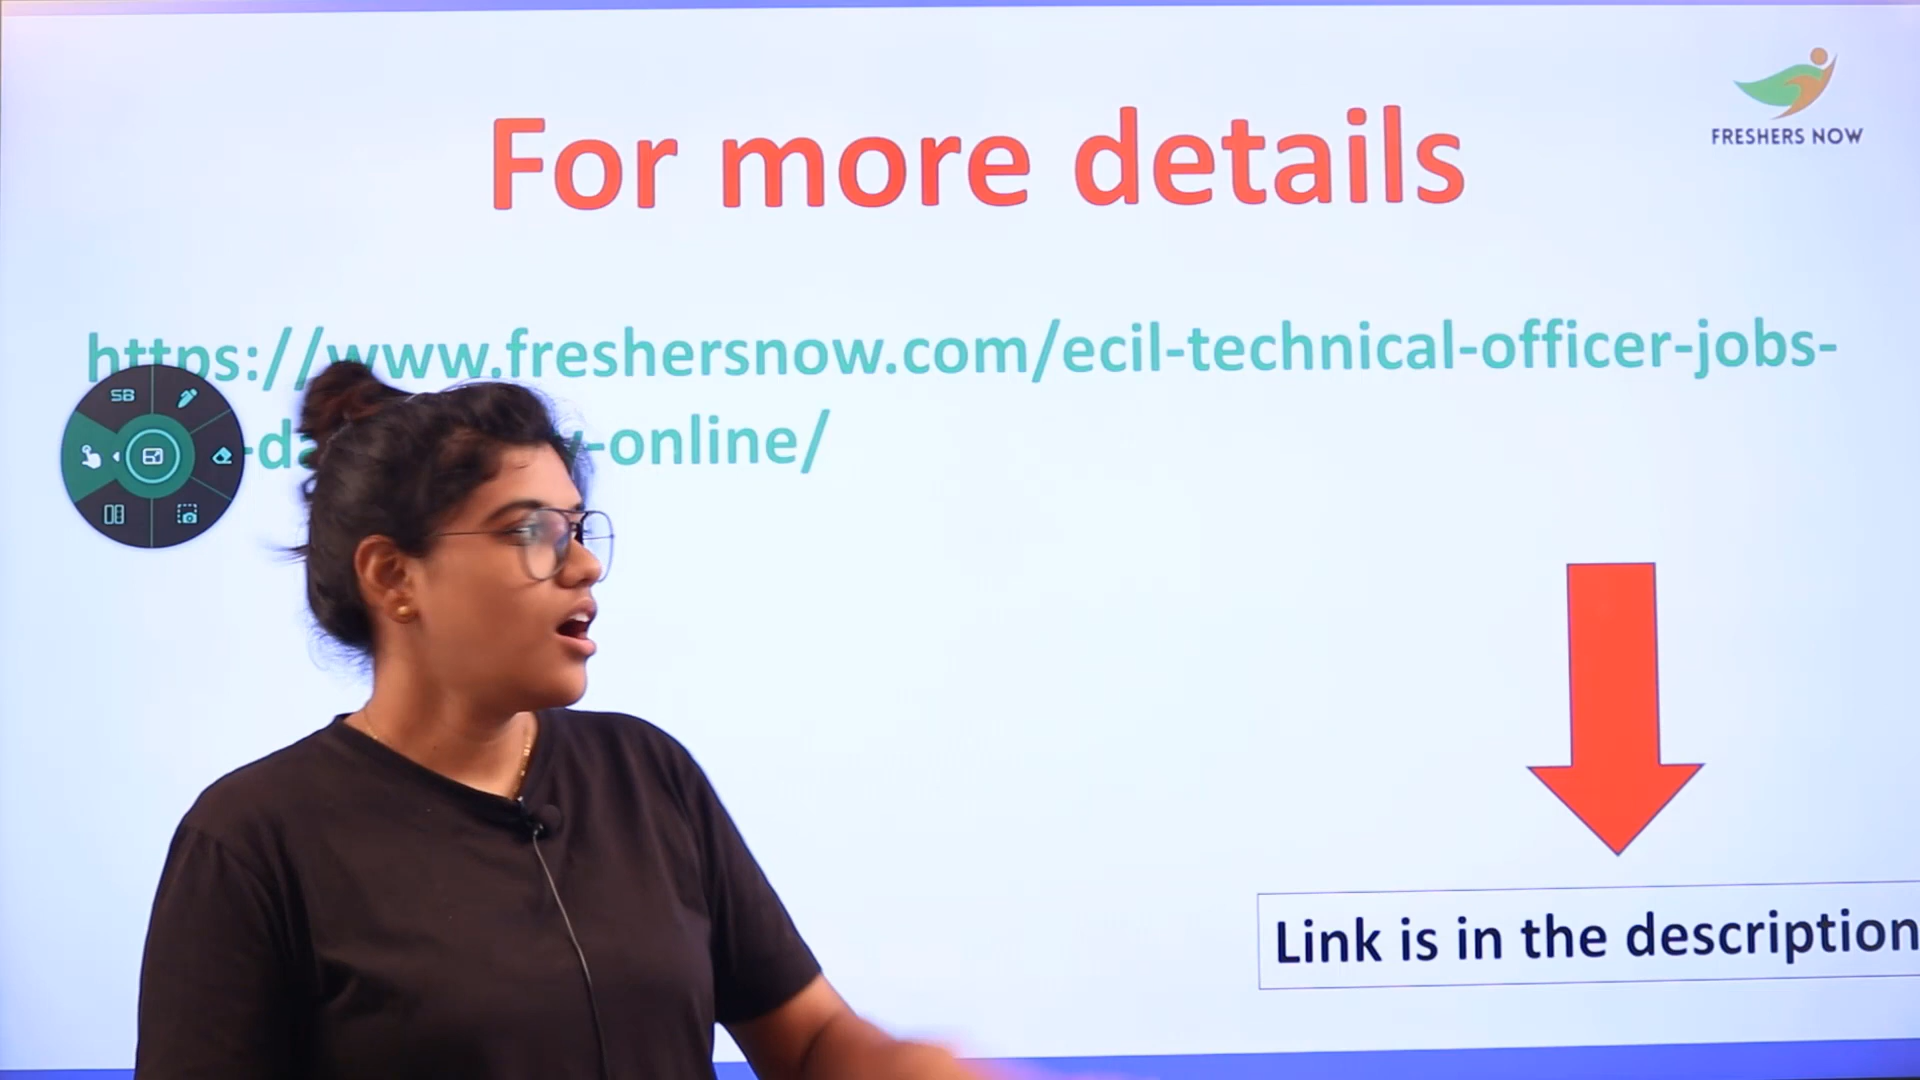 For more details
FRESHERS NOW
https://www.freshersnow.com/ecil-technical-officer-jobs-
-online/
SB
Link is in the description